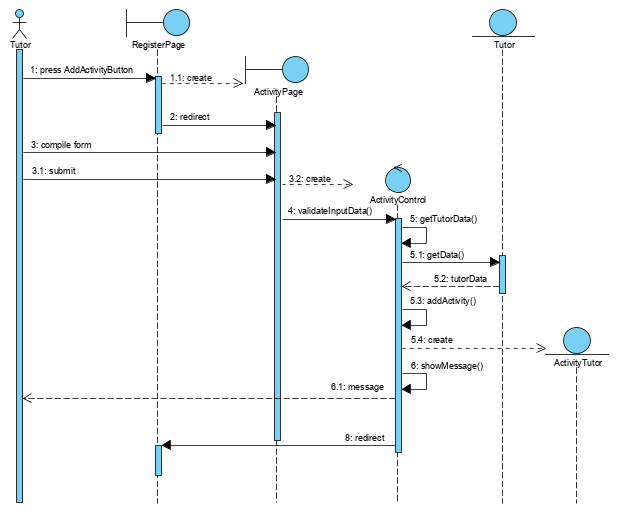 Tutor
RegisterPage
Tutor
1: press AddActivityButton
1.1: create
ActivityPage
2: redirect
3: compile form
3.1: submit
3.2: create
ActivityControl
4: validateInputData()
5: getTutorData()
5.1: getData()
5.2: tutorData
5.3: addActivity()
5.4: create
ActivityTutor
6: showMessage()
6.1: message
8: redirect